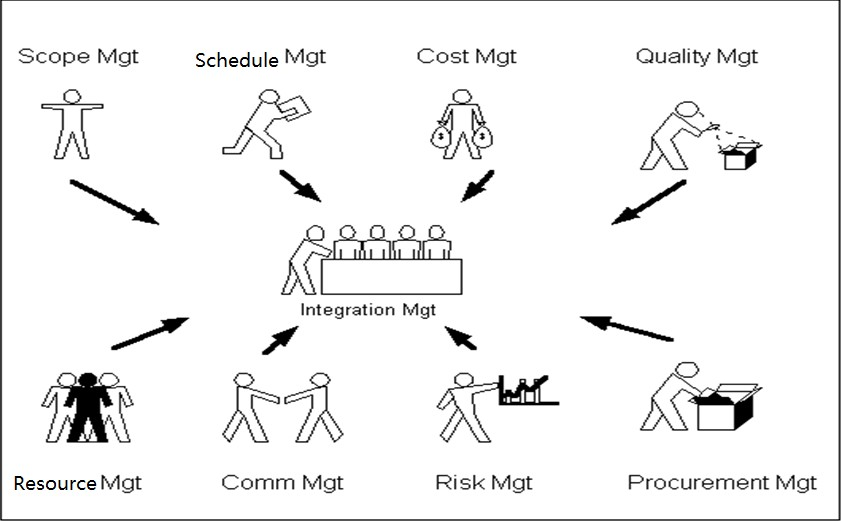 Scope Mgt
Schedule Mgt
Cost Mgt
Quality Mgt
$ $
Integration Mgt
Resource Mgt
Comm Mgt
Risk Mgt
Procurement Mgt